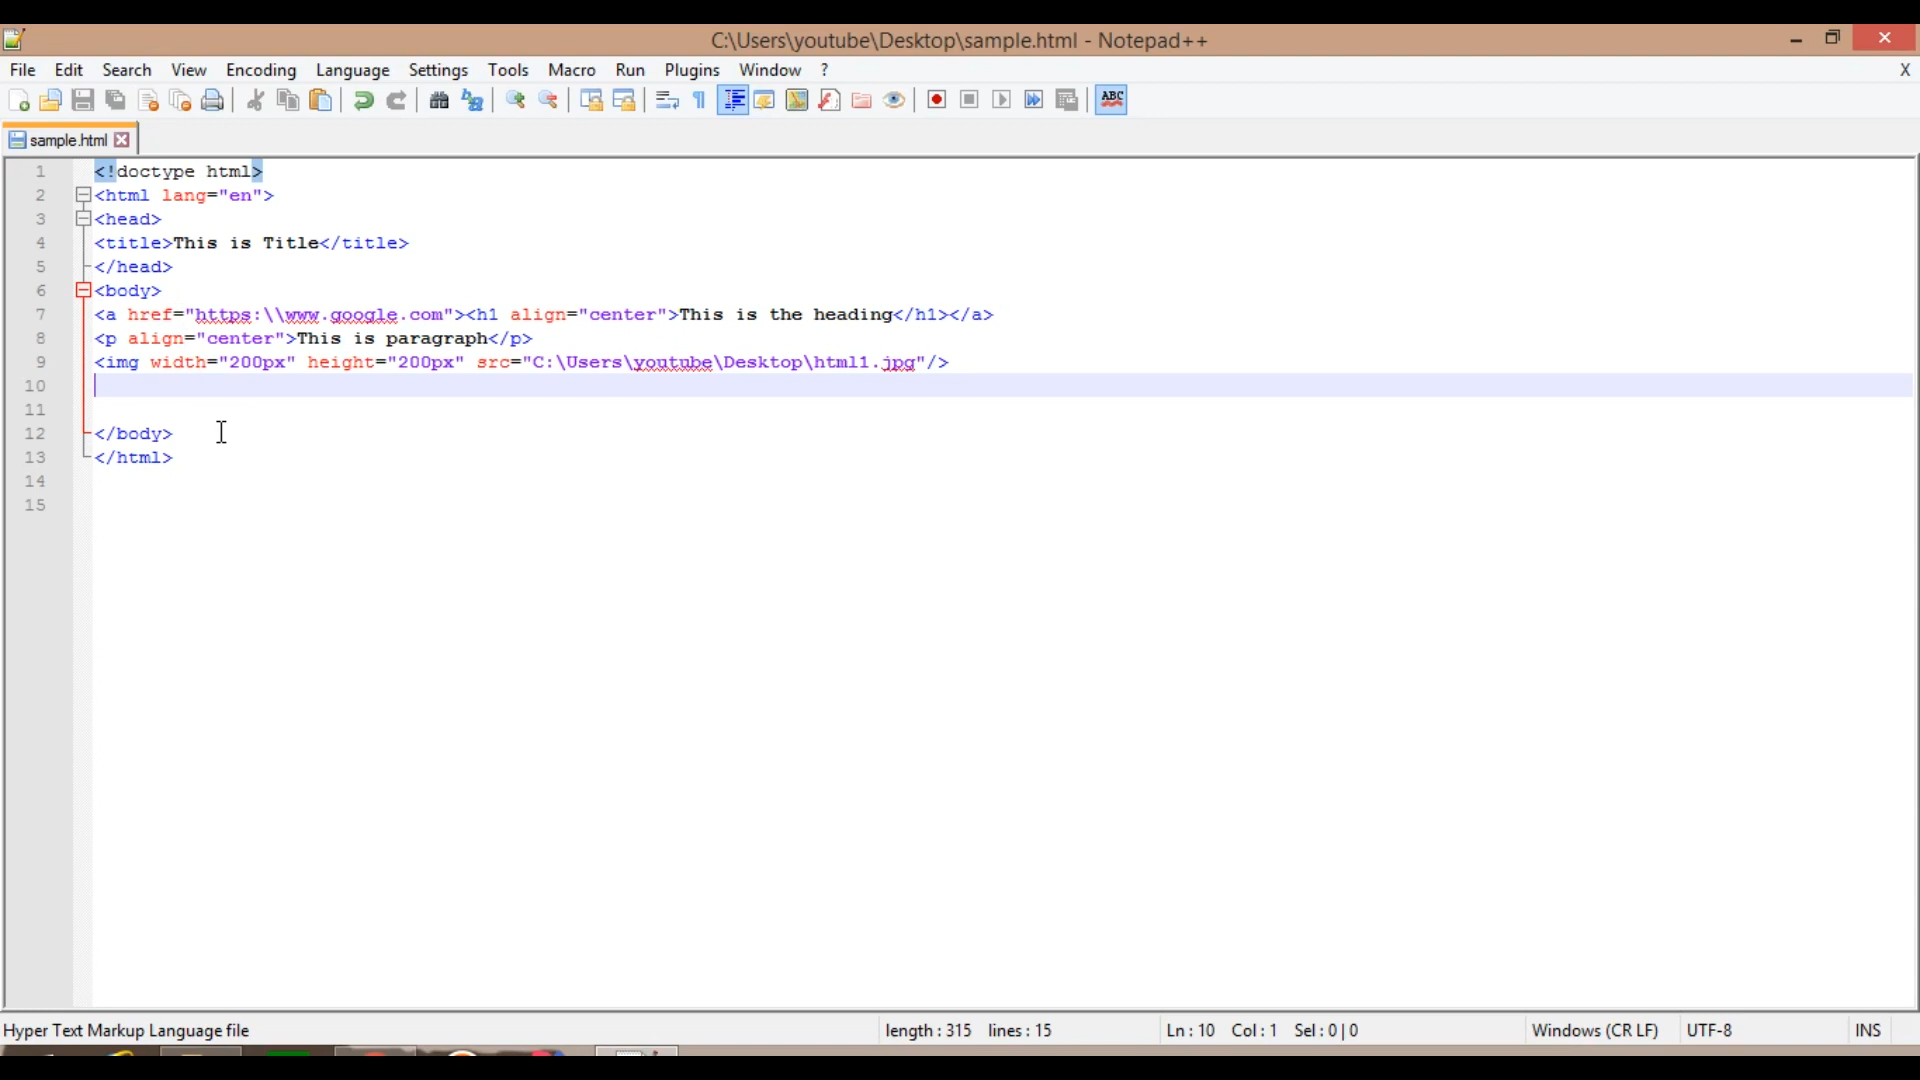 C:\Users\youtube\Desktop\sample.html - Notepad++
File Edit Search View Encoding Language Settings Tools Macro Run Plugins Window ? X
ABC
sample.html
1 <!doctype html>
2 <html lang="en">
3 <head>
4 <title>This is Title</title>
5 </head>
6 <body>
7 <a href="https:\\www.google.com"><h1 align="center">This is the heading</h1></a>
8 <p align="center">This is paragraph</p>
9 <img width="200px" height="200px" src="C:\Users\youtube\Desktop\html1.jpg"/>
10
11
12 </body>
13 </html>
14
15
Hyper Text Markup Language file length : 315 lines : 15 Ln : 10 Col : 1 Sel : 0 | 0 Windows (CR LF) UTF-8 INS